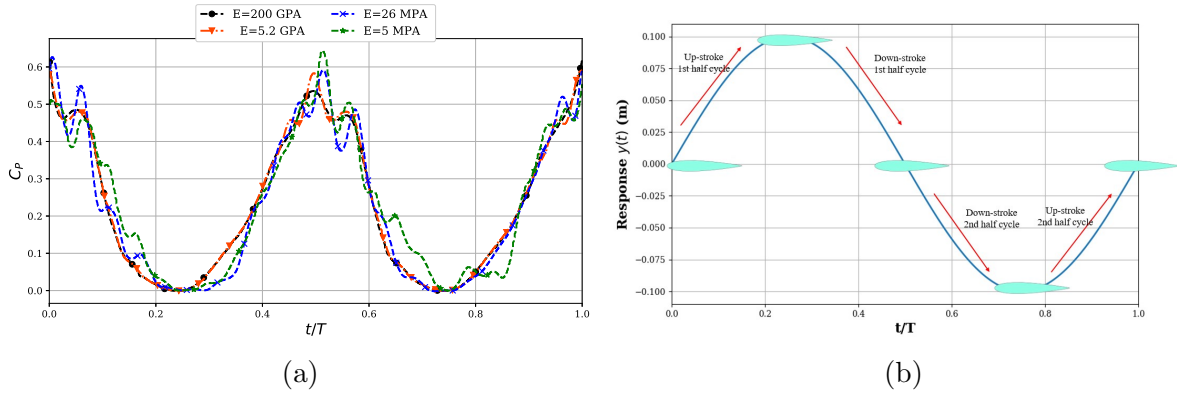 E=200 GPA
E=26 MPA
E=5.2 GPA
E=5 MPA
0.6
0.5
0.4
0.3
0.2
0.1
0.0
C_P
0.0
0.2
0.4
0.6
0.8
1.0
t/T
(a)
0.100
0.075
0.050
0.025
0.000
−0.025
−0.050
−0.075
−0.100
Response y(t) (m)
Up-stroke
1st half cycle
Down-stroke
1st half cycle
Down-stroke
2nd half cycle
Up-stroke
2nd half cycle
0.0
0.2
0.4
0.6
0.8
1.0
t/T
(b)